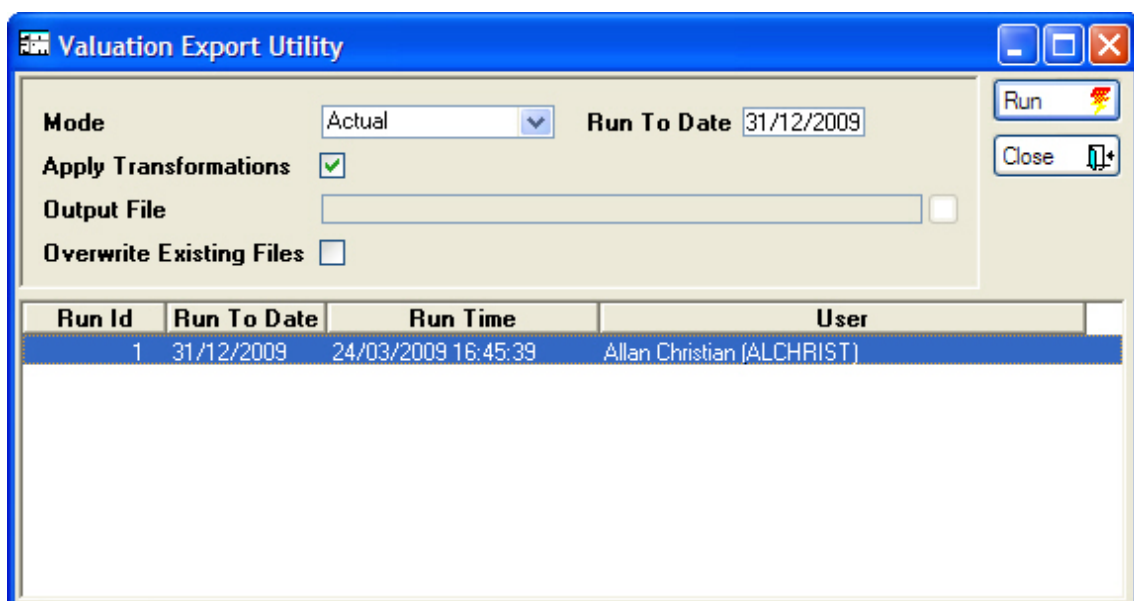 Valuation Export Utility
Mode Actual Run To Date 31/12/2009
Run
Apply Transformations
Close
Output File
Overwrite Existing Files
Run Id Run To Date Run Time User
1 31/12/2009 24/03/2009 16:45:39 Allan Christian (ALCHRIST)